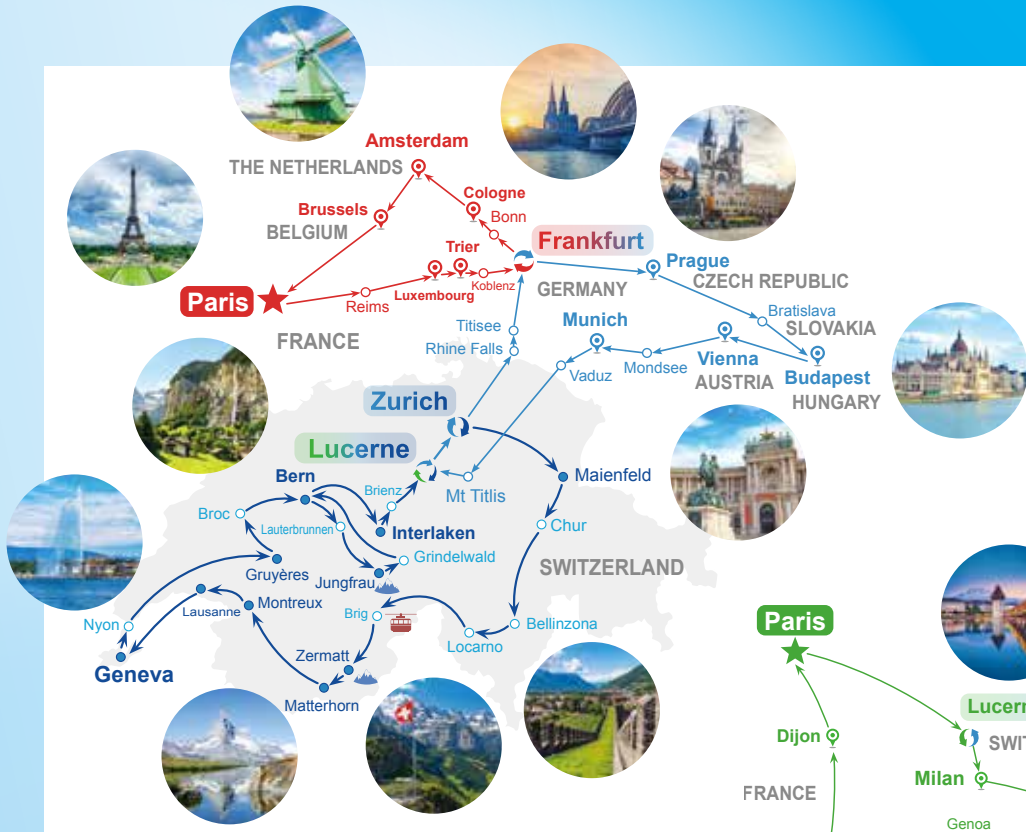 Amsterdam
THE NETHERLANDS
Cologne
Brussels
Bonn
BELGIUM
Trier
Frankfurt
Prague
CZECH REPUBLIC
Luxembourg
Koblenz
GERMANY
Paris
Reims
Bratislava
Titisee
Munich
SLOVAKIA
FRANCE
Rhine Falls
Vienna
Mondsee
Vaduz
AUSTRIA
Budapest
HUNGARY
Zurich
Lucerne
Bern
Maienfeld
Brienz
Mt Titlis
Broc
Lauterbrunnen
Interlaken
Chur
Grindelwald
SWITZERLAND
Gruyères
Jungfrau
Lausanne
Montreux
Brig
Nyon
Bellinzona
Locarno
Zermatt
Geneva
Matterhorn
Paris
Lucern
Dijon
SWIT
Milan
FRANCE
Genoa